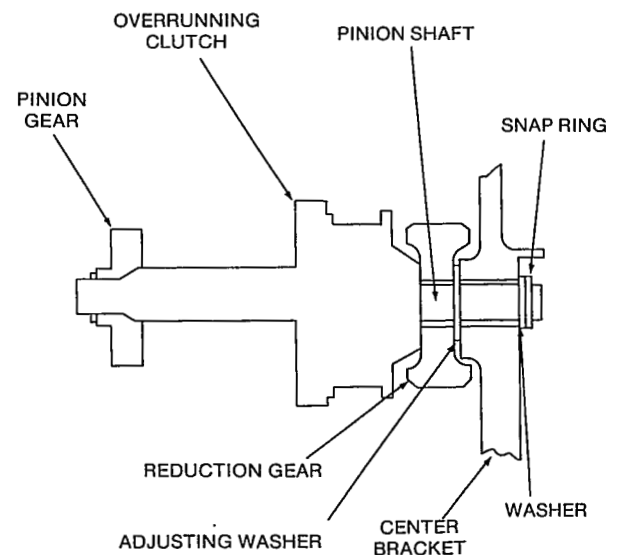 OVERRUNNING
CLUTCH
PINION SHAFT
PINION
GEAR
SNAP RING
REDUCTION GEAR
WASHER
ADJUSTING WASHER
CENTER
BRACKET